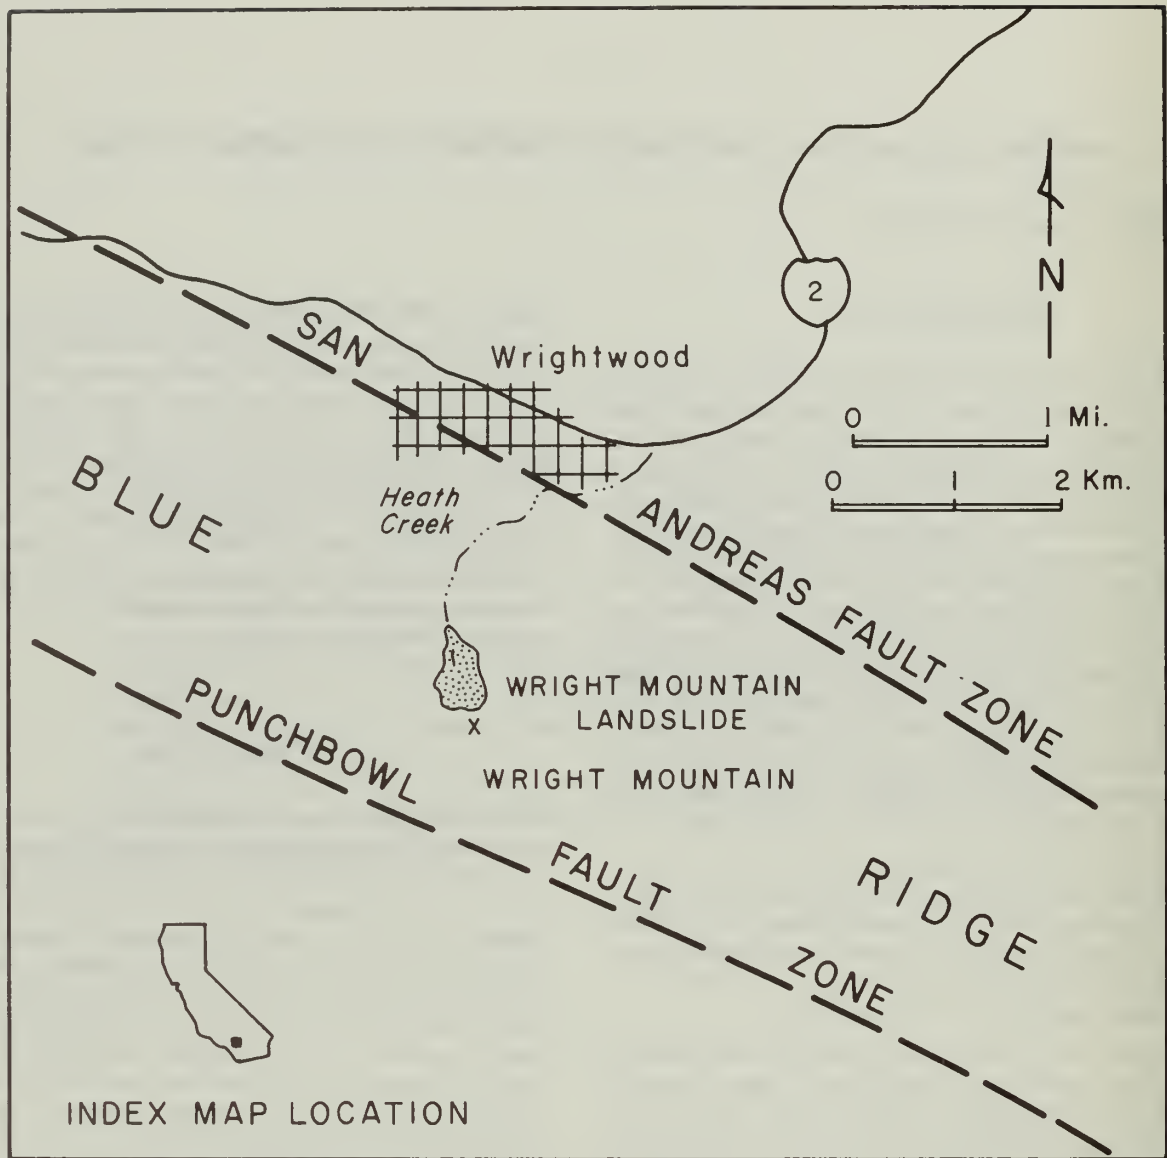 2
N
SAN ANDREAS FAULT ZONE
Wrightwood
0 1 Mi.
0 1 2 Km.
BLUE RIDGE
Heath
Creek
WRIGHT MOUNTAIN
LANDSLIDE
X
WRIGHT MOUNTAIN
PUNCHBOWL FAULT ZONE
INDEX MAP LOCATION